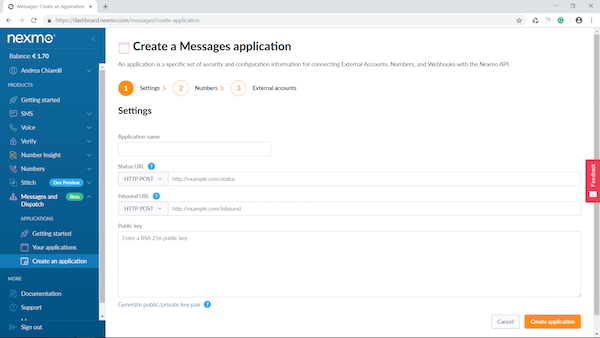 Messages: Create an Application
https://dashboard.nexmo.com/messages/create-application
nexmo
Balance: € 1.70
Andrea Chiarelli
PRODUCTS
Getting started
SMS
Voice
Verify
Number Insight
Numbers
Stitch Dev Preview
Messages and Dispatch Beta
APPLICATIONS
Getting started
Your applications
Create an application
MORE
Documentation
Support
Sign out
Create a Messages application
An application is a specific set of security and configuration information for connecting External Accounts, Numbers, and Webhooks with the Nexmo API.
1 Settings > 2 Numbers > 3 External accounts
Settings
Application name
Status URL ?
HTTP POST http://example.com/status
Inbound URL ?
HTTP POST http://example.com/inbound
Public key
Enter a RSA 256 public key
Generate public/private key pair ?
Cancel Create application
Feedback